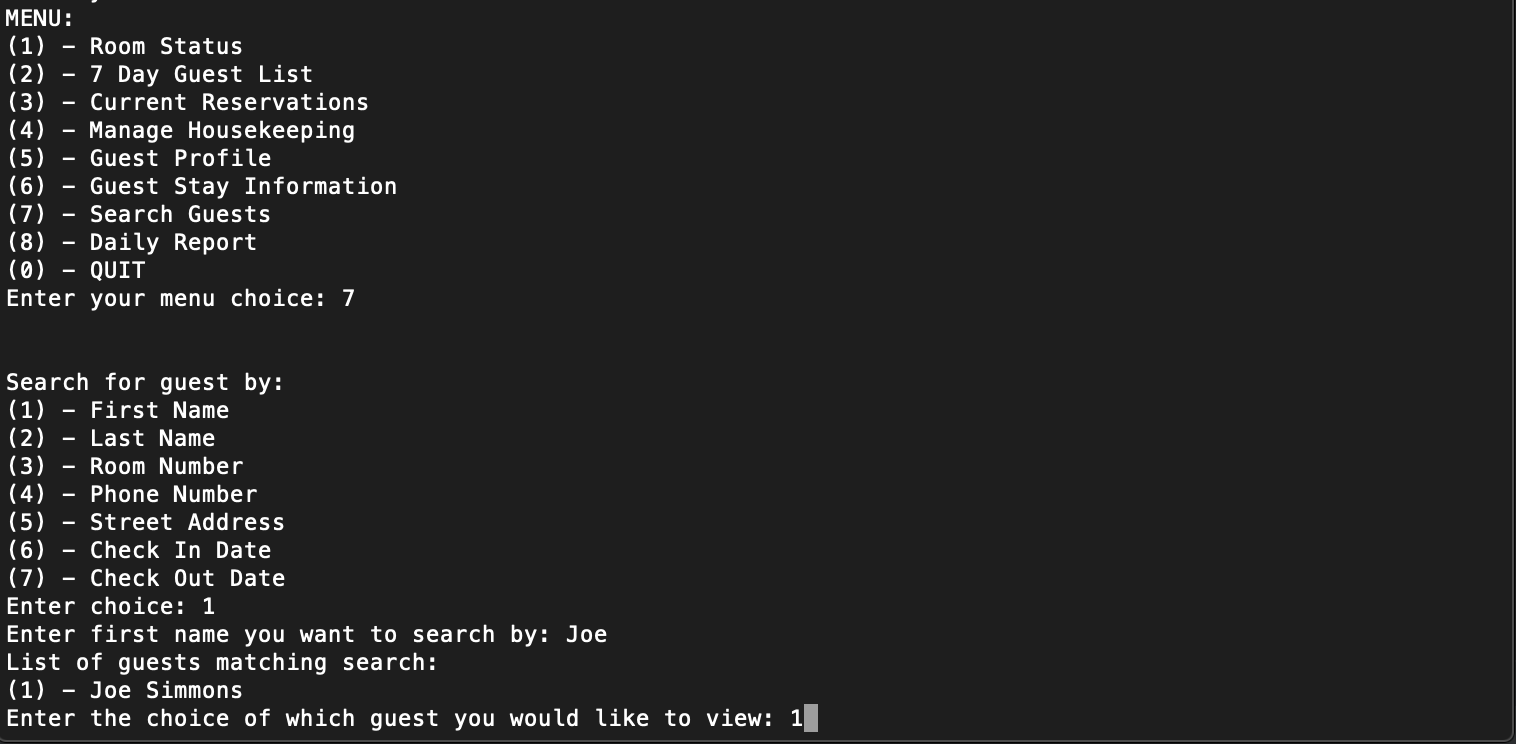 MENU:
(1) – Room Status
(2) – 7 Day Guest List
(3) – Current Reservations
(4) – Manage Housekeeping
(5) – Guest Profile
(6) – Guest Stay Information
(7) – Search Guests
(8) – Daily Report
(0) – QUIT
Enter your menu choice: 7
Search for guest by:
(1) – First Name
(2) – Last Name
(3) – Room Number
(4) – Phone Number
(5) – Street Address
(6) – Check In Date
(7) – Check Out Date
Enter choice: 1
Enter first name you want to search by: Joe
List of guests matching search:
(1) – Joe Simmons
Enter the choice of which guest you would like to view: 1